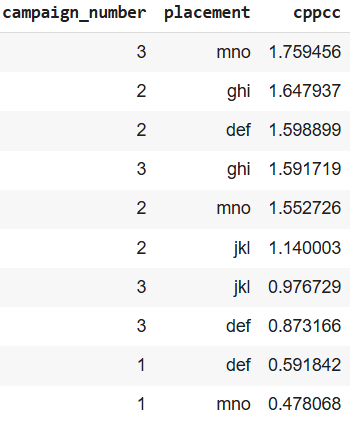 campaign_number placement cppcc
3 mno 1.759456
2 ghi 1.647937
2 def 1.598899
3 ghi 1.591719
2 mno 1.552726
2 jkl 1.140003
3 jkl 0.976729
3 def 0.873166
1 def 0.591842
1 mno 0.478068